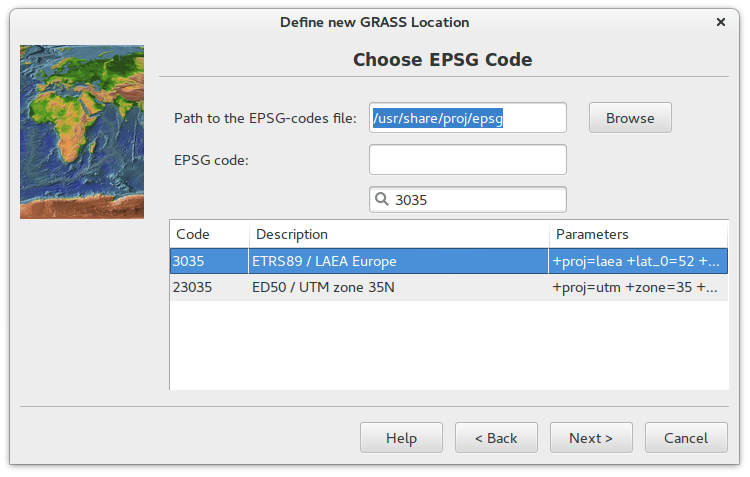 Define new GRASS Location
Choose EPSG Code
Path to the EPSG-codes file: /usr/share/proj/epsg Browse
EPSG code:
3035
Code Description Parameters
3035 ETRS89 / LAEA Europe +proj=laea +lat_0=52 +...
23035 ED50 / UTM zone 35N +proj=utm +zone=35 +...
Help < Back Next > Cancel